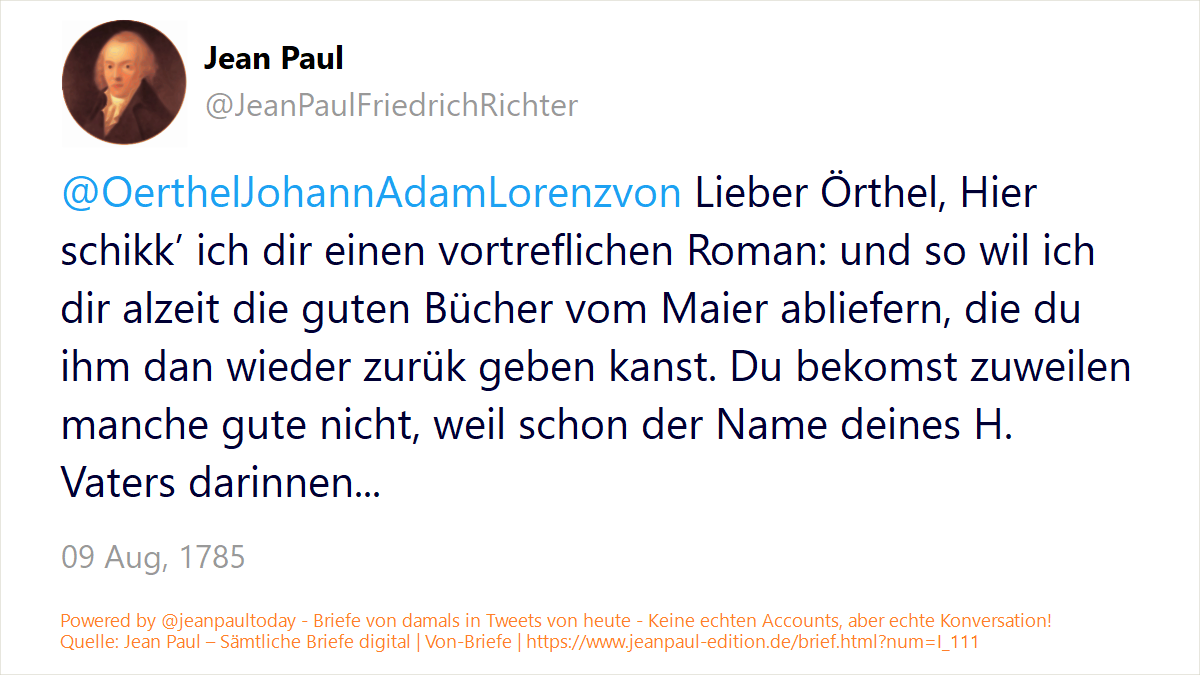 Jean Paul
@JeanPaulFriedrichRichter
@OerthelJohannAdamLorenzvon Lieber Örthel, Hier
schikk’ ich dir einen vortreflichen Roman: und so wil ich
dir alzeit die guten Bücher vom Maier abliefern, die du
ihm dan wieder zurük geben kanst. Du bekomst zuweilen
manche gute nicht, weil schon der Name deines H.
Vaters darinnen...
09 Aug, 1785
Powered by @jeanpaultoday - Briefe von damals in Tweets von heute - Keine echten Accounts, aber echte Konversation!
Quelle: Jean Paul – Sämtliche Briefe digital | Von-Briefe | https://www.jeanpaul-edition.de/brief.html?num=I_111